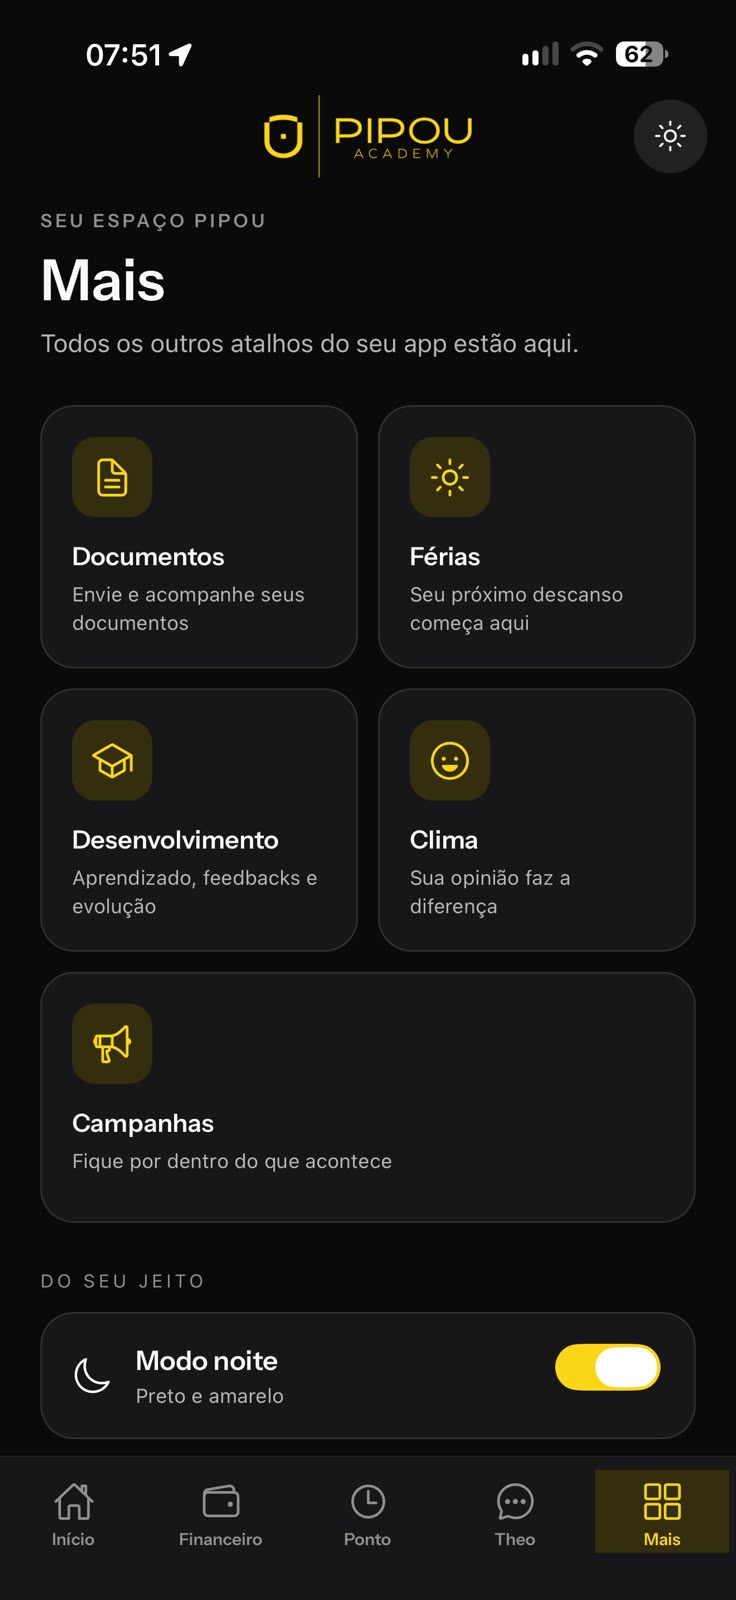 07:51
62
PIPOU
ACADEMY
SEU ESPAÇO PIPOU
Mais
Todos os outros atalhos do seu app estão aqui.
Documentos
Envie e acompanhe seus
documentos
Férias
Seu próximo descanso
começa aqui
Desenvolvimento
Aprendizado, feedbacks e
evolução
Clima
Sua opinião faz a
diferença
Campanhas
Fique por dentro do que acontece
DO SEU JEITO
Modo noite
Preto e amarelo
Início
Financeiro
Ponto
Theo
Mais